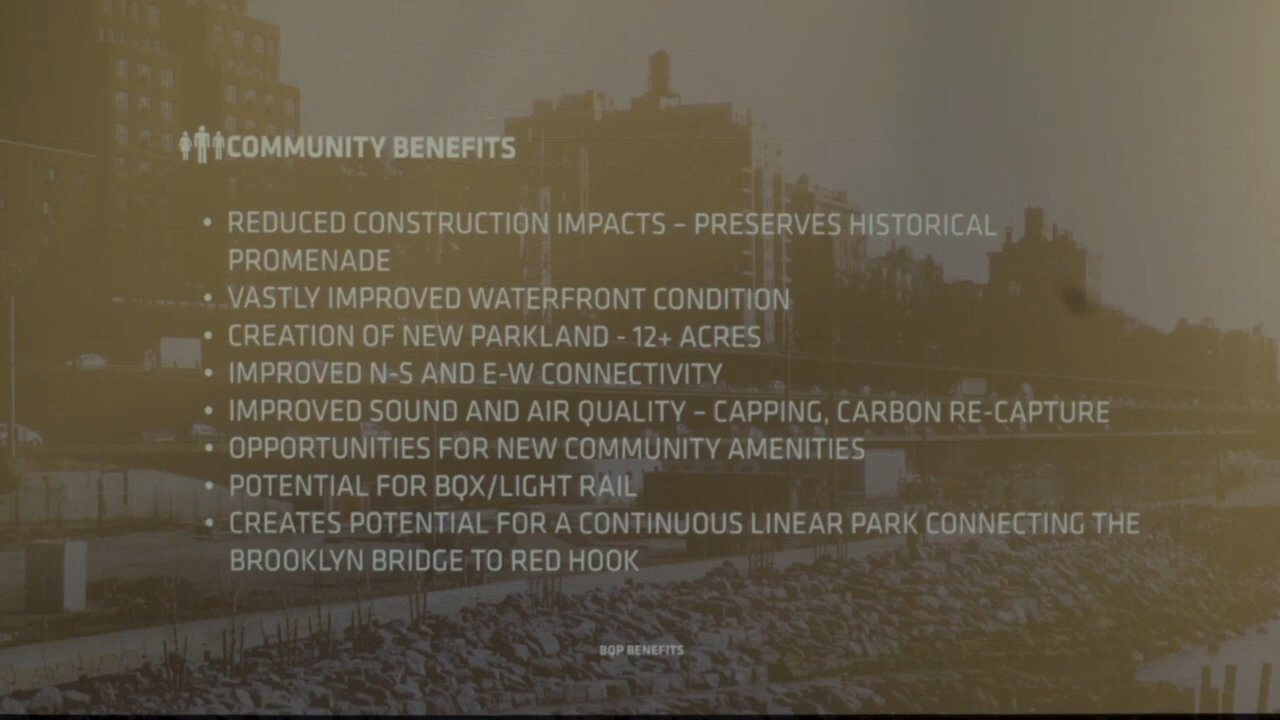 COMMUNITY BENEFITS
• REDUCED CONSTRUCTION IMPACTS – PRESERVES HISTORICAL
PROMENADE
• VASTLY IMPROVED WATERFRONT CONDITION
• CREATION OF NEW PARKLAND - 12+ ACRES
• IMPROVED N-S AND E-W CONNECTIVITY
• IMPROVED SOUND AND AIR QUALITY – CAPPING, CARBON RE-CAPTURE
• OPPORTUNITIES FOR NEW COMMUNITY AMENITIES
• POTENTIAL FOR BQX/LIGHT RAIL
• CREATES POTENTIAL FOR A CONTINUOUS LINEAR PARK CONNECTING THE
BROOKLYN BRIDGE TO RED HOOK
BQP BENEFITS